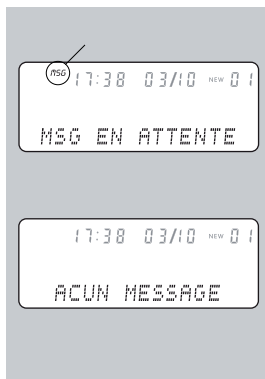 MSG 17:38 03/10 NEW 01
MSG EN ATTENTE
17:38 03/10 NEW 01
ACUN MESSAGE